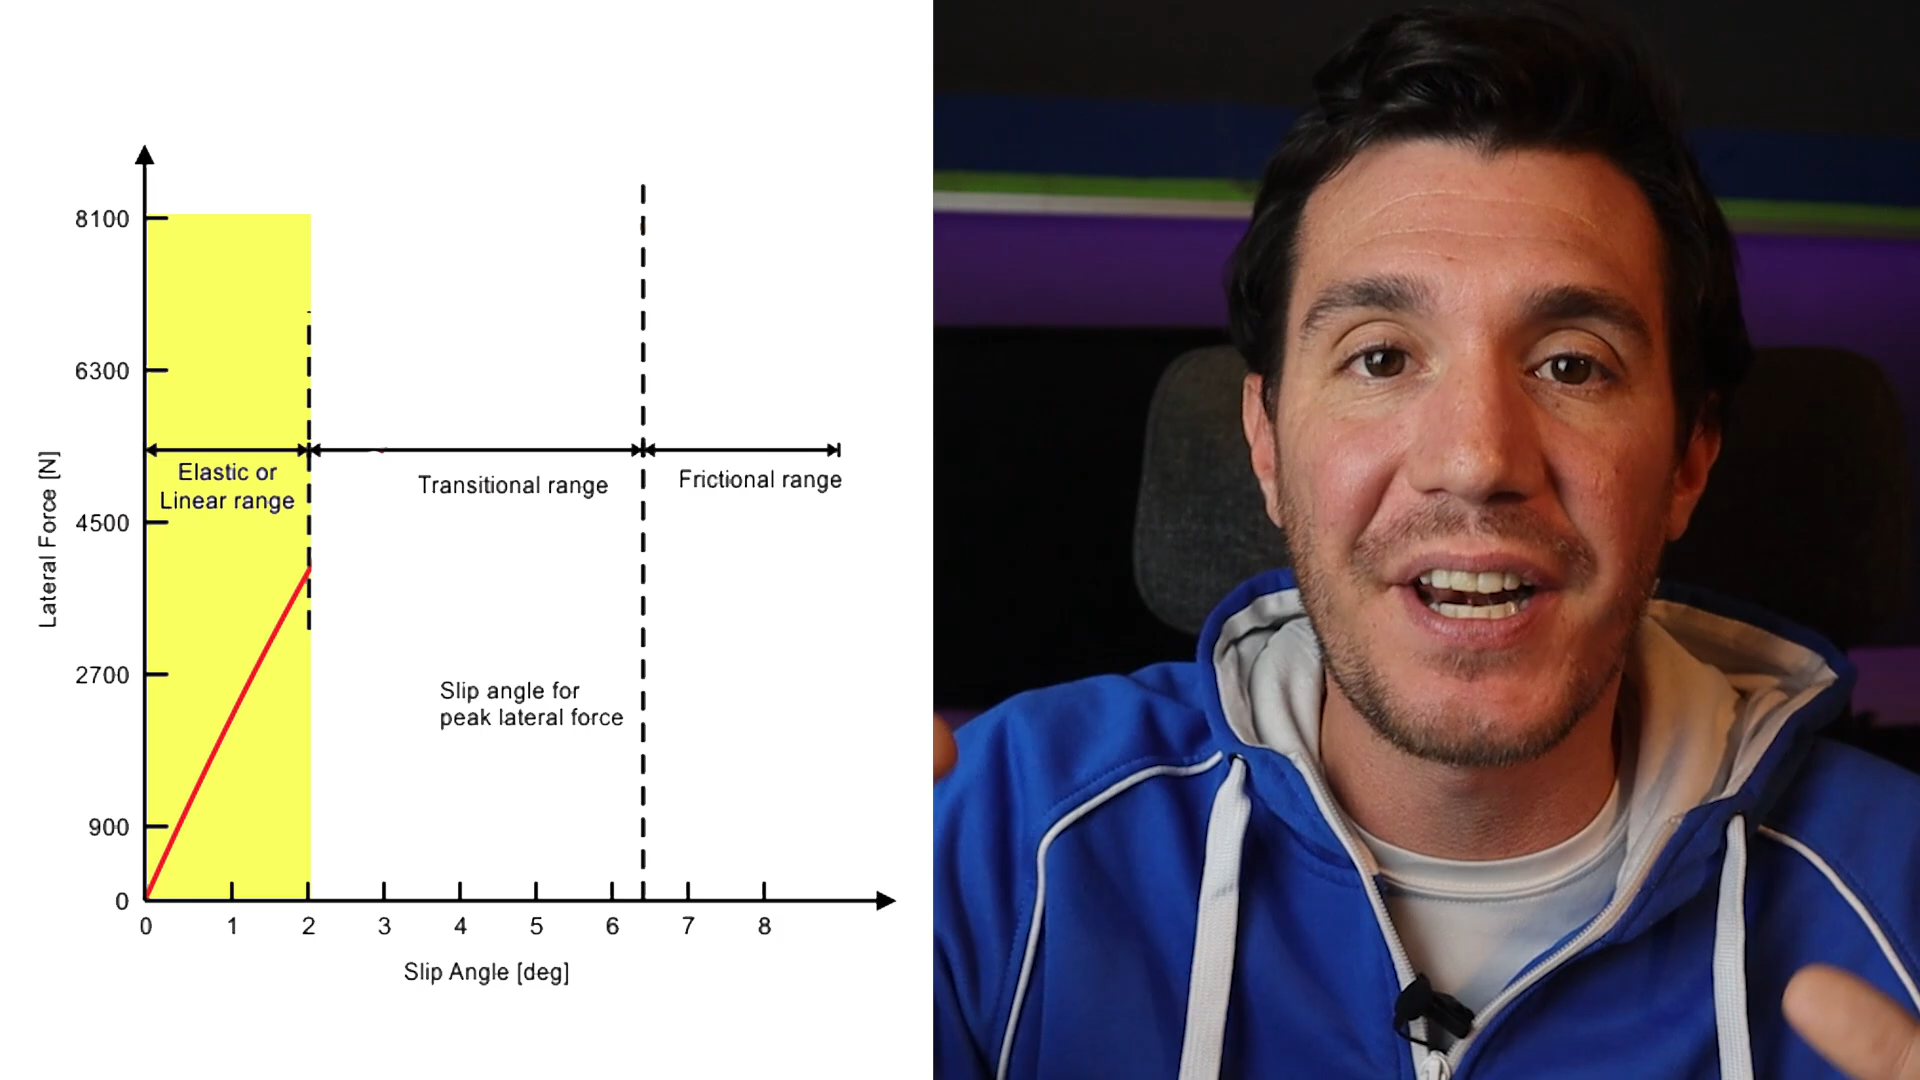 8100
6300
Elastic or
Linear range
Transitional range
Frictional range
4500
Lateral Force [N]
2700
Slip angle for
peak lateral force
900
0
0 1 2 3 4 5 6 7 8
Slip Angle [deg]